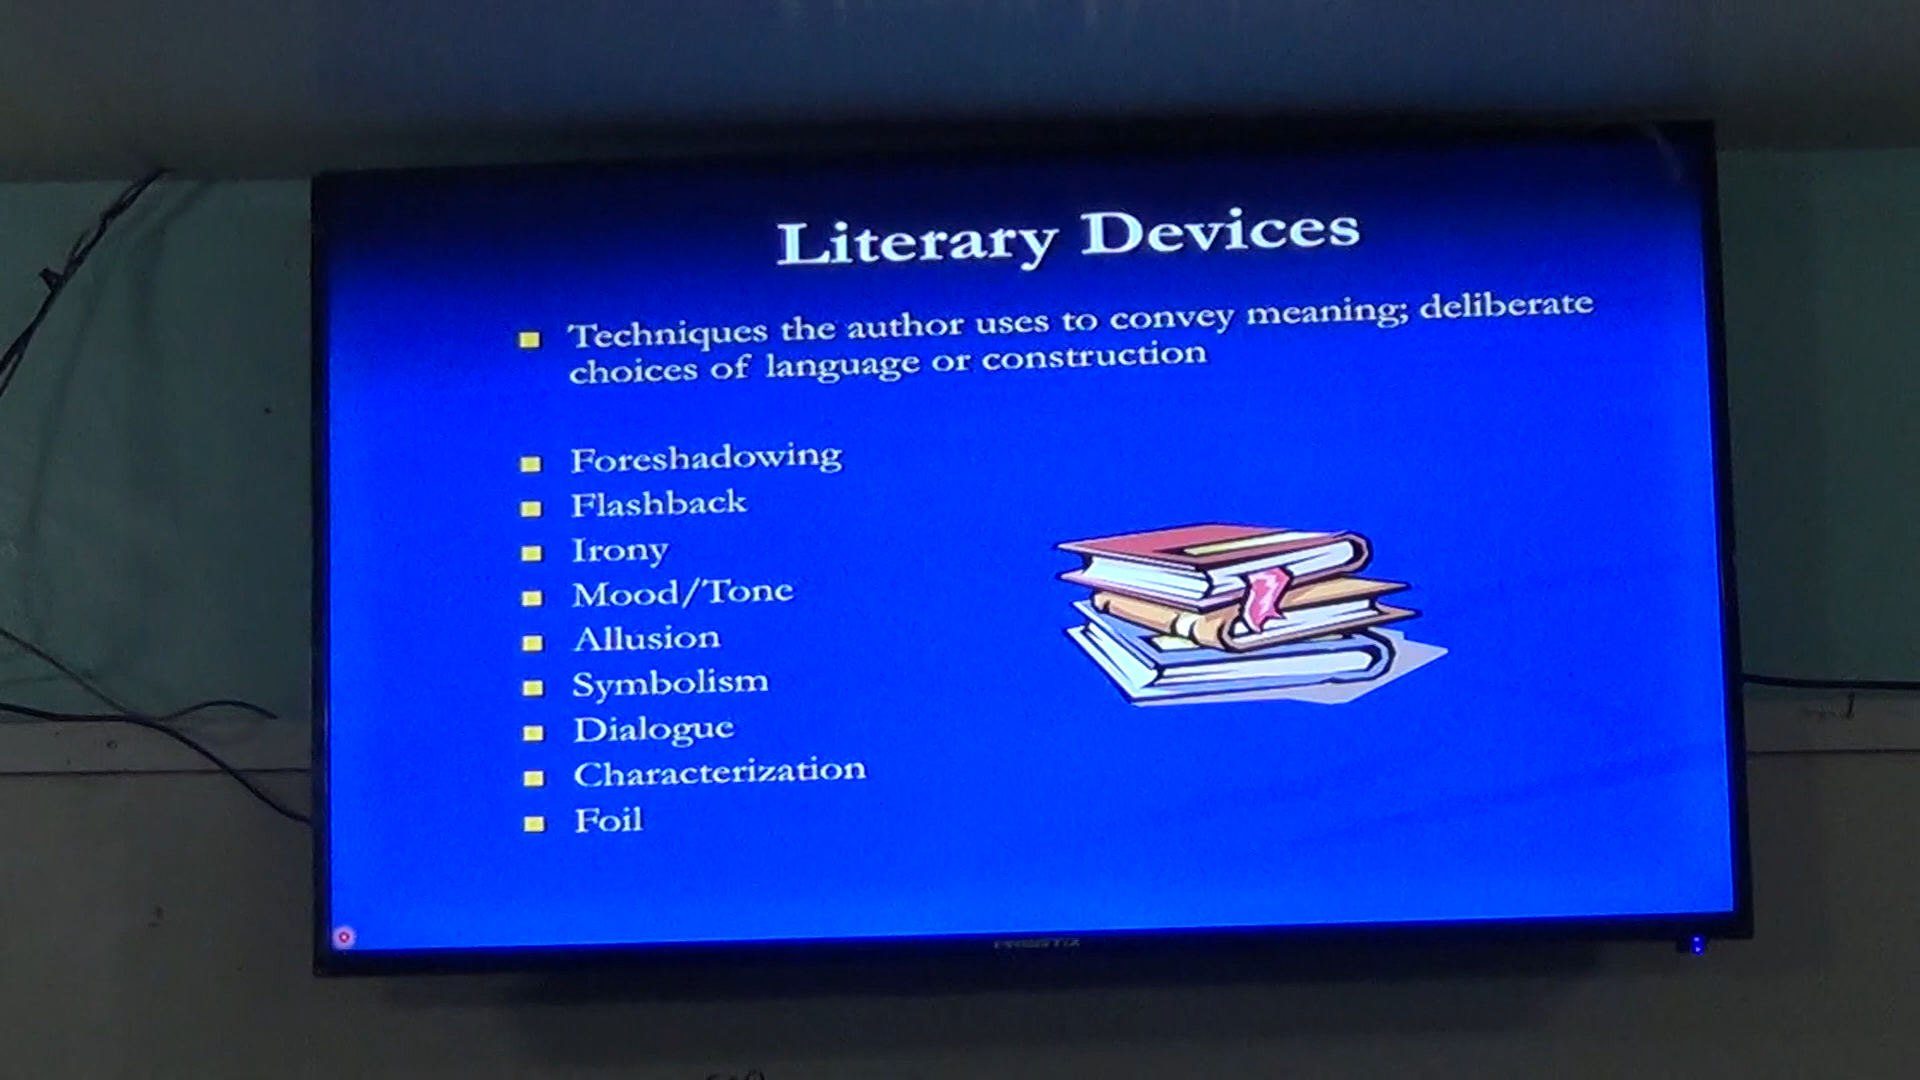 Literary Devices
Techniques the author uses to convey meaning; deliberate
choices of language or construction
Foreshadowing
Flashback
Irony
Mood/Tone
Allusion
Symbolism
Dialogue
Characterization
Foil